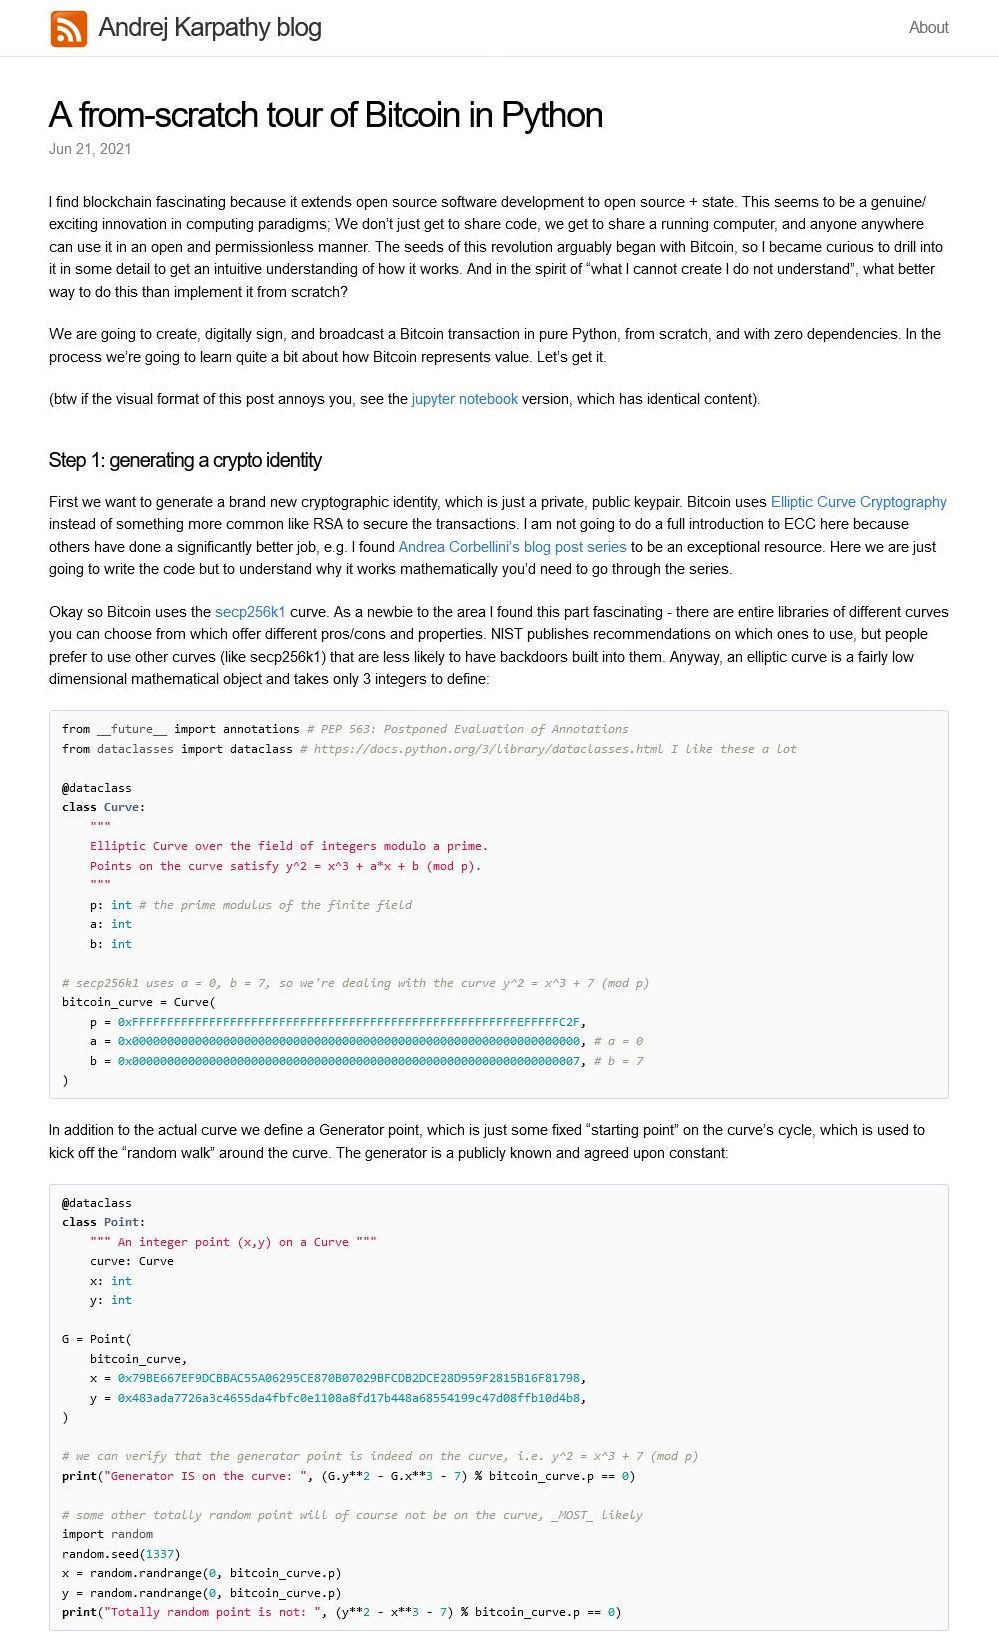 Andrej Karpathy blog
About
A from-scratch tour of Bitcoin in Python
Jun 21, 2021
I find blockchain fascinating because it extends open source software development to open source + state. This seems to be a genuine/
exciting innovation in computing paradigms; We don’t just get to share code, we get to share a running computer, and anyone anywhere
can use it in an open and permissionless manner. The seeds of this revolution arguably began with Bitcoin, so I became curious to drill into
it in some detail to get an intuitive understanding of how it works. And in the spirit of “what I cannot create I do not understand”, what better
way to do this than implement it from scratch?
We are going to create, digitally sign, and broadcast a Bitcoin transaction in pure Python, from scratch, and with zero dependencies. In the
process we’re going to learn quite a bit about how Bitcoin represents value. Let’s get it.
(btw if the visual format of this post annoys you, see the jupyter notebook version, which has identical content).
Step 1: generating a crypto identity
First we want to generate a brand new cryptographic identity, which is just a private, public keypair. Bitcoin uses Elliptic Curve Cryptography
instead of something more common like RSA to secure the transactions. I am not going to do a full introduction to ECC here because
others have done a significantly better job, e.g. I found Andrea Corbellini’s blog post series to be an exceptional resource. Here we are just
going to write the code but to understand why it works mathematically you’d need to go through the series.
Okay so Bitcoin uses the secp256k1 curve. As a newbie to the area I found this part fascinating - there are entire libraries of different curves
you can choose from which offer different pros/cons and properties. NIST publishes recommendations on which ones to use, but people
prefer to use other curves (like secp256k1) that are less likely to have backdoors built into them. Anyway, an elliptic curve is a fairly low
dimensional mathematical object and takes only 3 integers to define:
from __future__ import annotations # PEP 563: Postponed Evaluation of Annotations
from dataclasses import dataclass # https://docs.python.org/3/library/dataclasses.html I like these a lot
@dataclass
class Curve:
"""
Elliptic Curve over the field of integers modulo a prime.
Points on the curve satisfy y^2 = x^3 + a*x + b (mod p).
"""
p: int # the prime modulus of the finite field
a: int
b: int
# secp256k1 uses a = 0, b = 7, so we're dealing with the curve y^2 = x^3 + 7 (mod p)
bitcoin_curve = Curve(
p = 0xFFFFFFFFFFFFFFFFFFFFFFFFFFFFFFFFFFFFFFFFFFFFFFFFFFFFFFFEFFFFFC2F,
a = 0x0000000000000000000000000000000000000000000000000000000000000000, # a = 0
b = 0x0000000000000000000000000000000000000000000000000000000000000007, # b = 7
)
In addition to the actual curve we define a Generator point, which is just some fixed “starting point” on the curve’s cycle, which is used to
kick off the “random walk” around the curve. The generator is a publicly known and agreed upon constant:
@dataclass
class Point:
""" An integer point (x,y) on a Curve """
curve: Curve
x: int
y: int
G = Point(
bitcoin_curve,
x = 0x79BE667EF9DCBBAC55A06295CE870B07029BFCDB2DCE28D959F2815B16F81798,
y = 0x483ada7726a3c4655da4fbfc0e1108a8fd17b448a68554199c47d08ffb10d4b8,
)
# we can verify that the generator point is indeed on the curve, i.e. y^2 = x^3 + 7 (mod p)
print("Generator IS on the curve: ", (G.y**2 - G.x**3 - 7) % bitcoin_curve.p == 0)
# some other totally random point will of course not be on the curve, _MOST_ likely
import random
random.seed(1337)
x = random.randrange(0, bitcoin_curve.p)
y = random.randrange(0, bitcoin_curve.p)
print("Totally random point is not: ", (y**2 - x**3 - 7) % bitcoin_curve.p == 0)